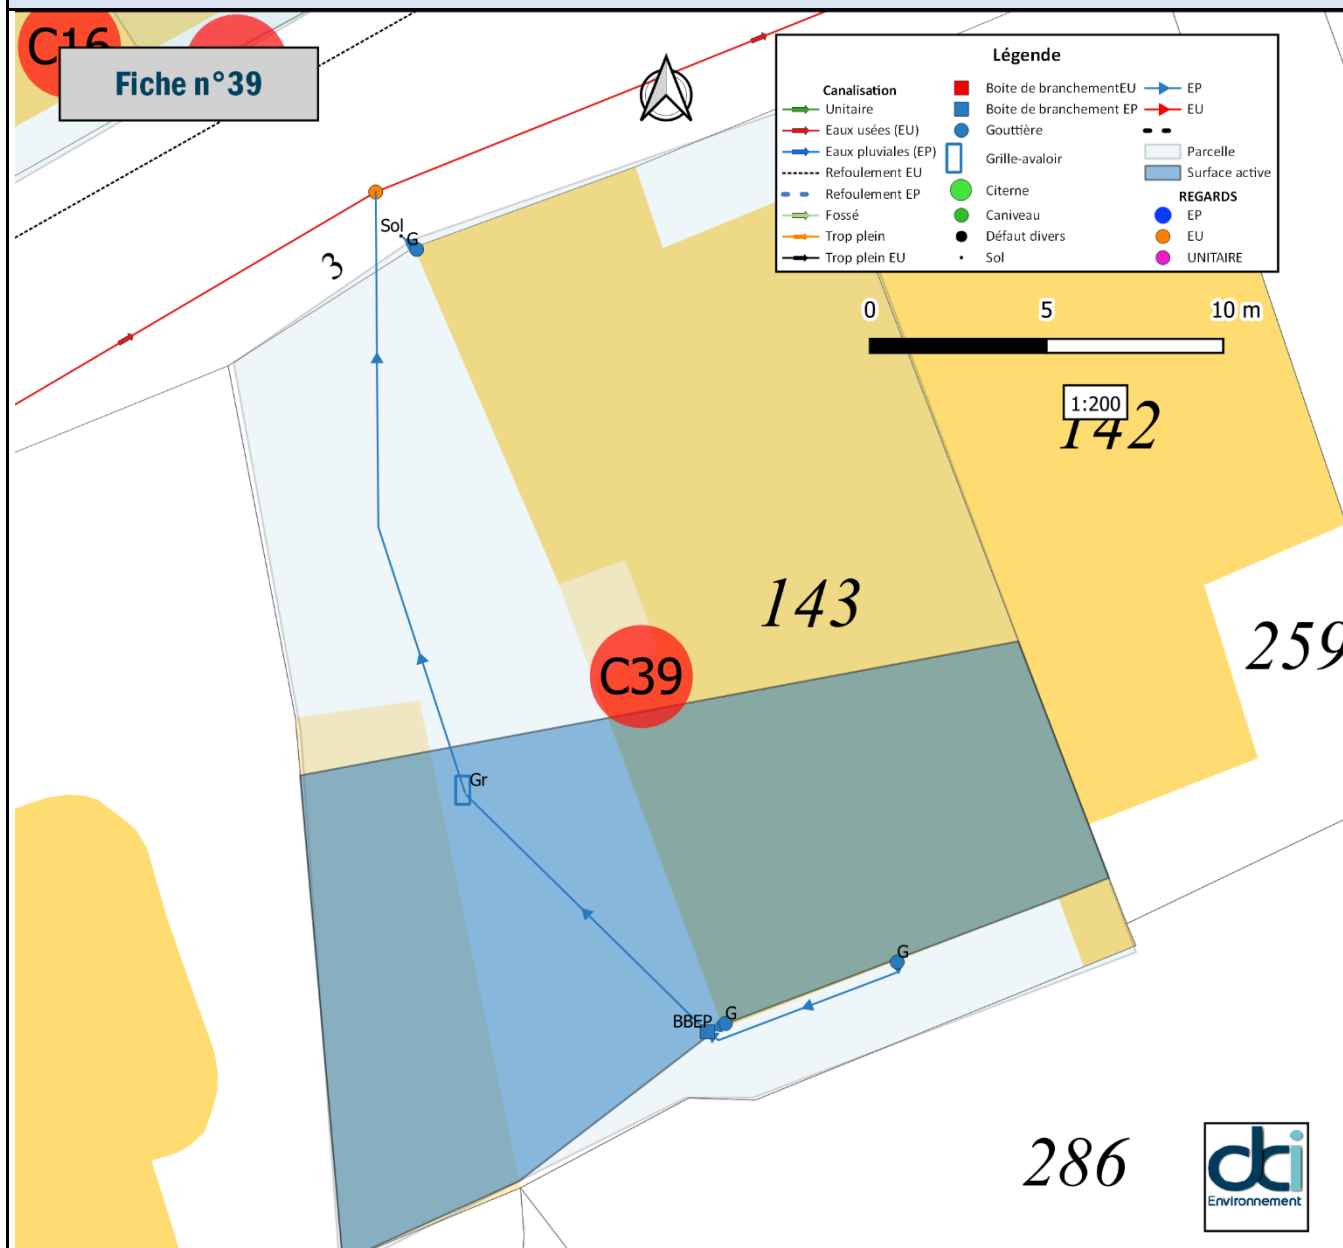 C16
Fiche n°39
Légende
Canalisation
Unitaire
Eaux usées (EU)
Eaux pluviales (EP)
Refoulement EU
Refoulement EP
Fossé
Trop plein
Trop plein EU
Boite de branchementEU
Boite de branchement EP
Gouttière
Grille-avaloir
Citerne
Caniveau
Défaut divers
Sol
EP
EU
Parcelle
Surface active
REGARDS
EP
EU
UNITAIRE
Sol
G
3
0 5 10 m
1:200
142
143
259
C39
Gr
G
BBEP
G
286
dci
Environnement